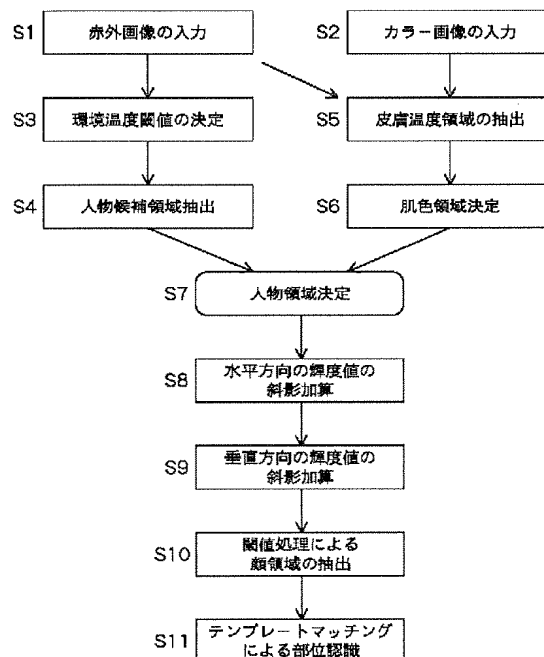 S1 赤外画像の入力
S2 カラー画像の入力
S3 環境温度閾値の決定
S5 皮膚温度領域の抽出
S4 人物候補領域抽出
S6 肌色領域決定
S7 人物領域決定
S8 水平方向の輝度値の
斜影加算
S9 垂直方向の輝度値の
斜影加算
S10 閾値処理による
顔領域の抽出
S11 テンプレートマッチング
による部位認識